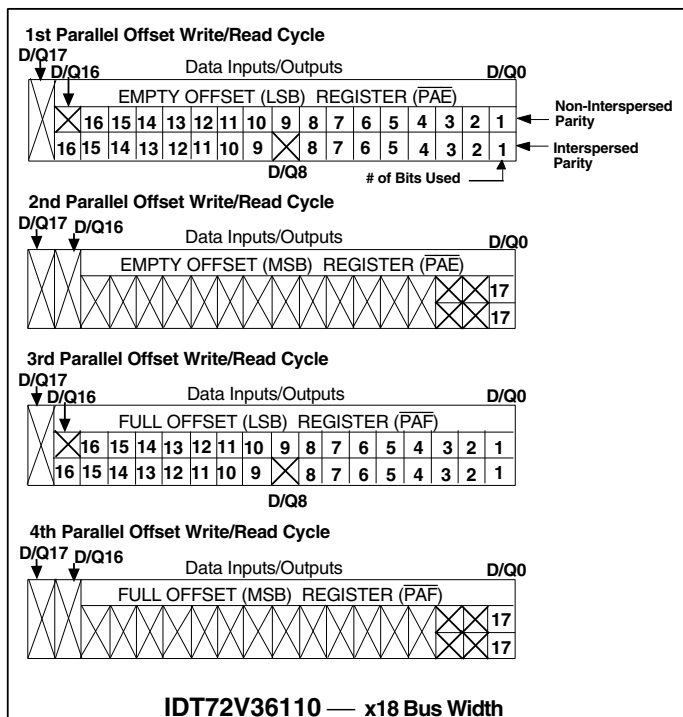 1st Parallel Offset Write/Read Cycle
D/Q17
D/Q16
Data Inputs/Outputs
D/Q0
EMPTY OFFSET (LSB) REGISTER (PAE)
16 15 14 13 12 11 10 9 8 7 6 5 4 3 2 1
Non-Interspersed Parity
16 15 14 13 12 11 10 9 8 7 6 5 4 3 2 1
Interspersed Parity
D/Q8
# of Bits Used
2nd Parallel Offset Write/Read Cycle
D/Q17
D/Q16
Data Inputs/Outputs
D/Q0
EMPTY OFFSET (MSB) REGISTER (PAE)
17
17
3rd Parallel Offset Write/Read Cycle
D/Q17
D/Q16
Data Inputs/Outputs
D/Q0
FULL OFFSET (LSB) REGISTER (PAF)
16 15 14 13 12 11 10 9 8 7 6 5 4 3 2 1
16 15 14 13 12 11 10 9 8 7 6 5 4 3 2 1
D/Q8
4th Parallel Offset Write/Read Cycle
D/Q17
D/Q16
Data Inputs/Outputs
D/Q0
FULL OFFSET (MSB) REGISTER (PAF)
17
17
IDT72V36110 — x18 Bus Width